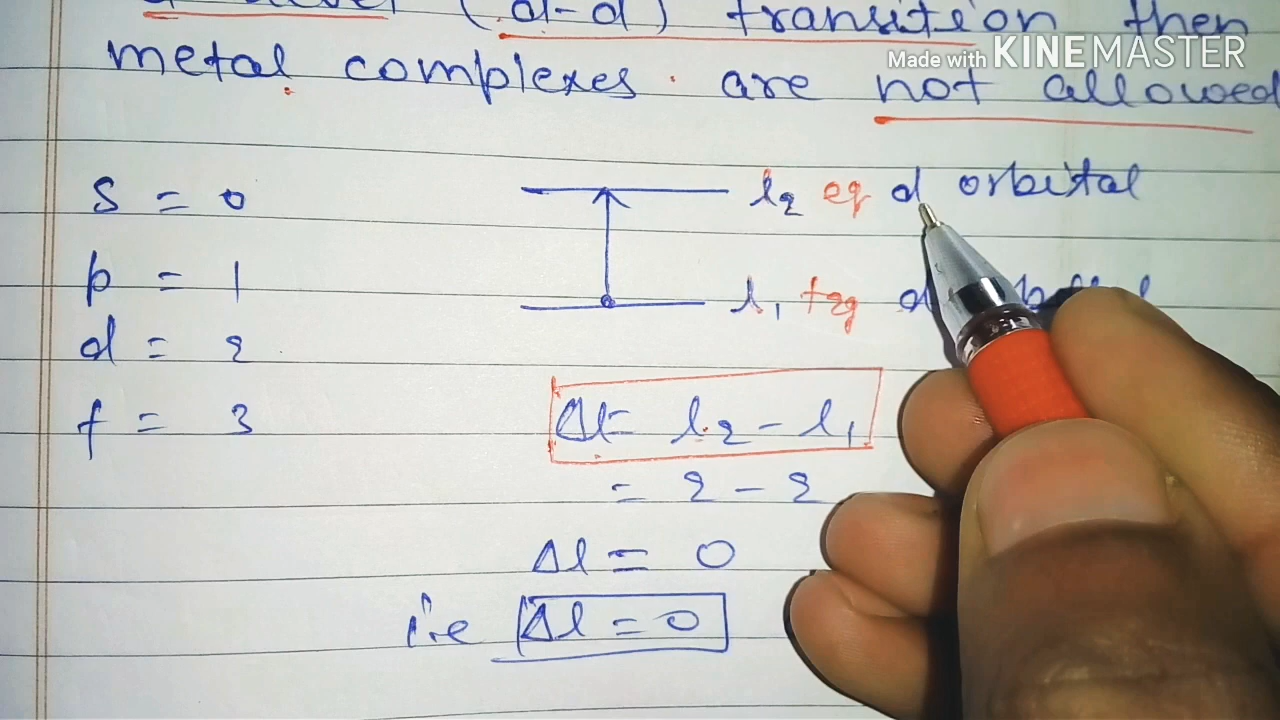 (d-d) transition then
Made with KINEMASTER
metal complexes are not allowed
s = 0
l2 eg d orbital
p = 1
l1 t2g d
d = 2
Δl = l2 - l1
f = 3
= 2 - 2
Δl = 0
i.e Δl = 0